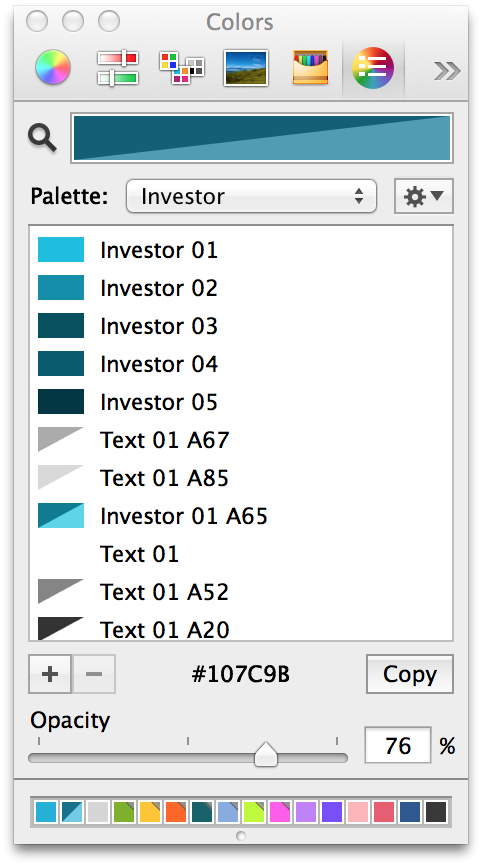 Colors
Palette: Investor
Investor 01
Investor 02
Investor 03
Investor 04
Investor 05
Text 01 A67
Text 01 A85
Investor 01 A65
Text 01
Text 01 A52
Text 01 A20
#107C9B Copy
Opacity
76 %